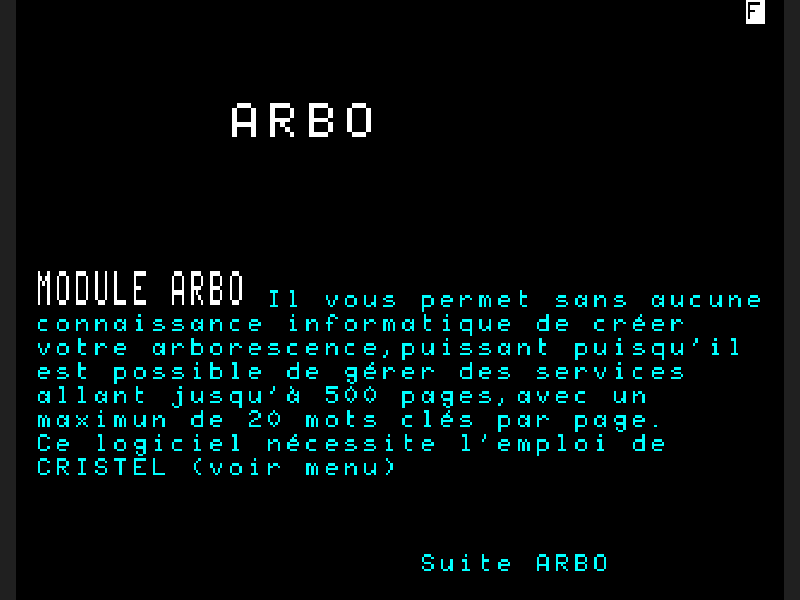 F
ARBO
MODULE ARBO Il vous permet sans aucune
connaissance informatique de créer
votre arborescence,puissant puisqu'il
est possible de gérer des services
allant jusqu'à 500 pages,avec un
maximun de 20 mots clés par page.
Ce logiciel nécessite l'emploi de
CRISTEL (voir menu)
Suite ARBO